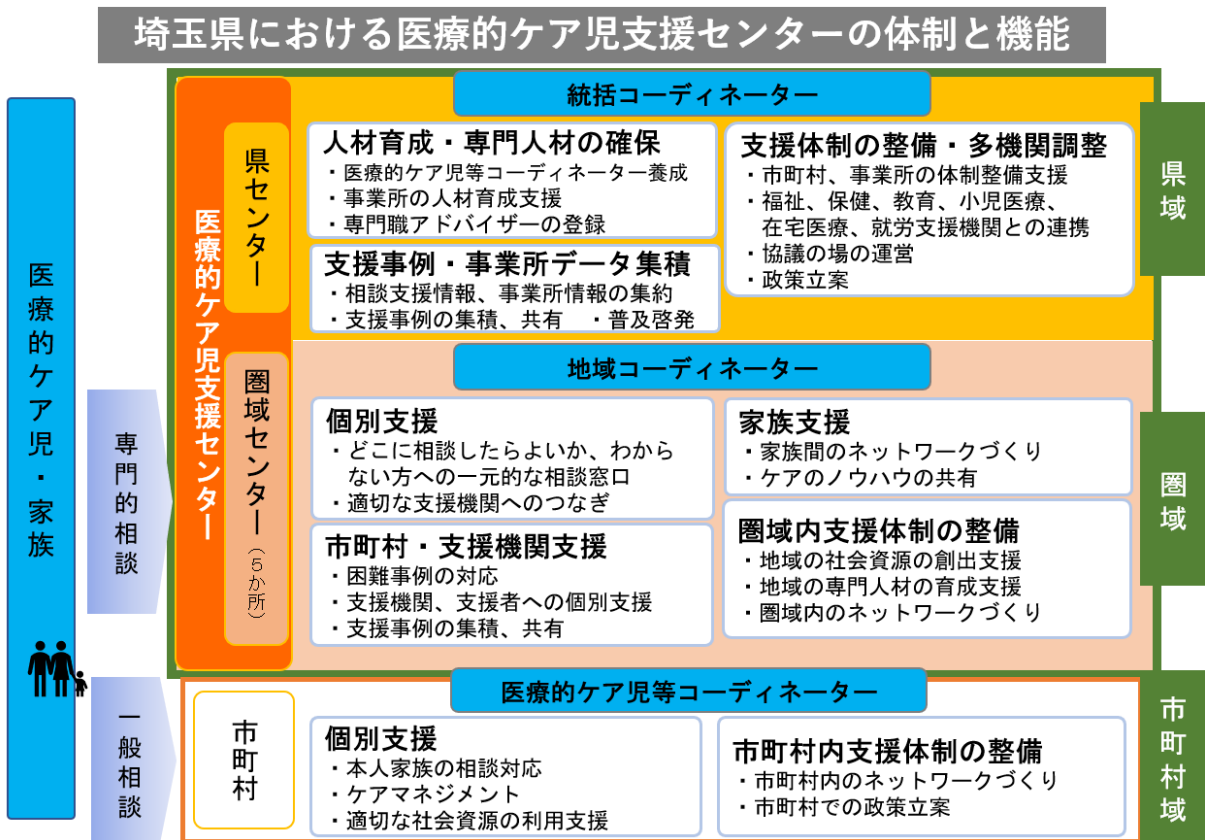 埼玉県における医療的ケア児支援センターの体制と機能
医療的ケア児・家族
専門的相談
一般相談
医療的ケア児支援センター
県センター
統括コーディネーター
人材育成・専門人材の確保
・医療的ケア児等コーディネーター養成
・事業所の人材育成支援
・専門職アドバイザーの登録
支援事例・事業所データ集積
・相談支援情報、事業所情報の集約
・支援事例の集積、共有 ・普及啓発
支援体制の整備・多機関調整
・市町村、事業所の体制整備支援
・福祉、保健、教育、小児医療、
在宅医療、就労支援機関との連携
・協議の場の運営
・政策立案
県域
圏域センター（5か所）
地域コーディネーター
個別支援
・どこに相談したらよいか、わから
ない方への一元的な相談窓口
・適切な支援機関へのつなぎ
市町村・支援機関支援
・困難事例の対応
・支援機関、支援者への個別支援
・支援事例の集積、共有
家族支援
・家族間のネットワークづくり
・ケアのノウハウの共有
圏域内支援体制の整備
・地域の社会資源の創出支援
・地域の専門人材の育成支援
・圏域内のネットワークづくり
圏域
市町村
医療的ケア児等コーディネーター
個別支援
・本人家族の相談対応
・ケアマネジメント
・適切な社会資源の利用支援
市町村内支援体制の整備
・市町村内のネットワークづくり
・市町村での政策立案
市町村域